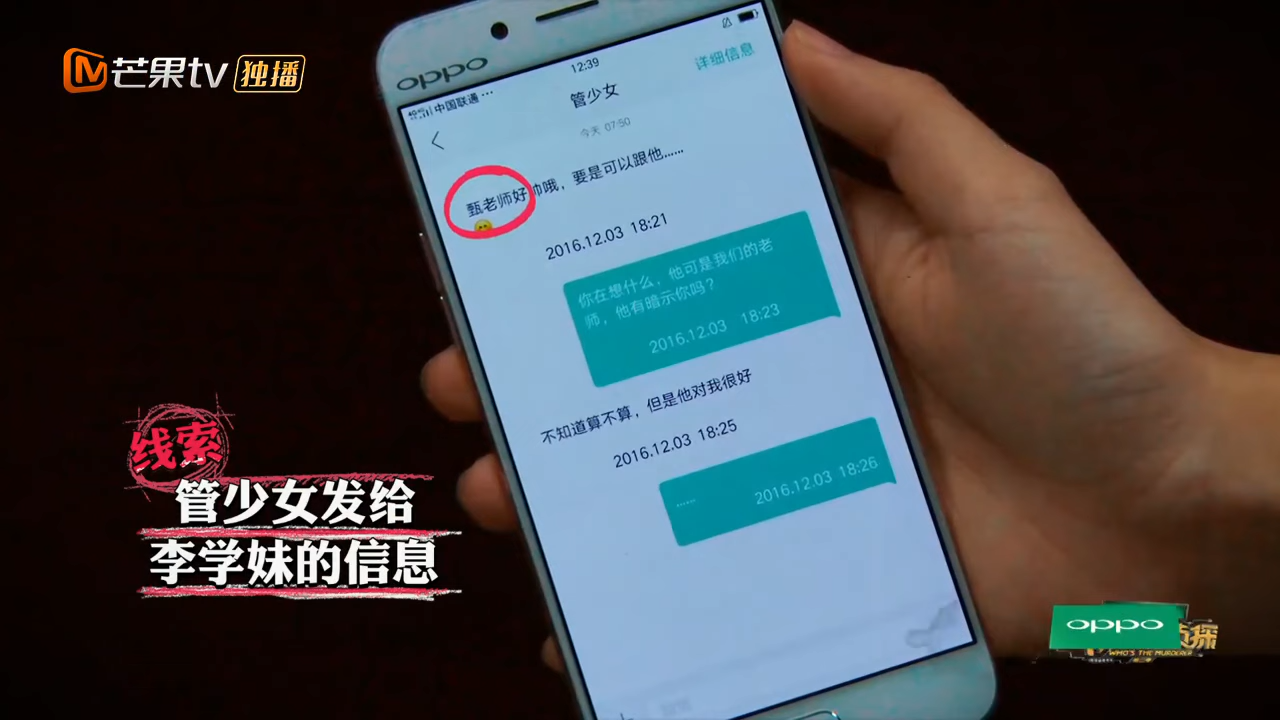 芒果tv 独播
oppo
12:39
中国联通
详细信息
管少女
今天 07:50
甄老师好帅哦，要是可以跟他……
2016.12.03 18:21
你在想什么，他可是我们的老
师，他有暗示你吗？
2016.12.03 18:23
不知道算不算，但是他对我很好
2016.12.03 18:25
…… 2016.12.03 18:26
线索
管少女发给
李学妹的信息
oppo
侦探
WHO'S THE MURDERER